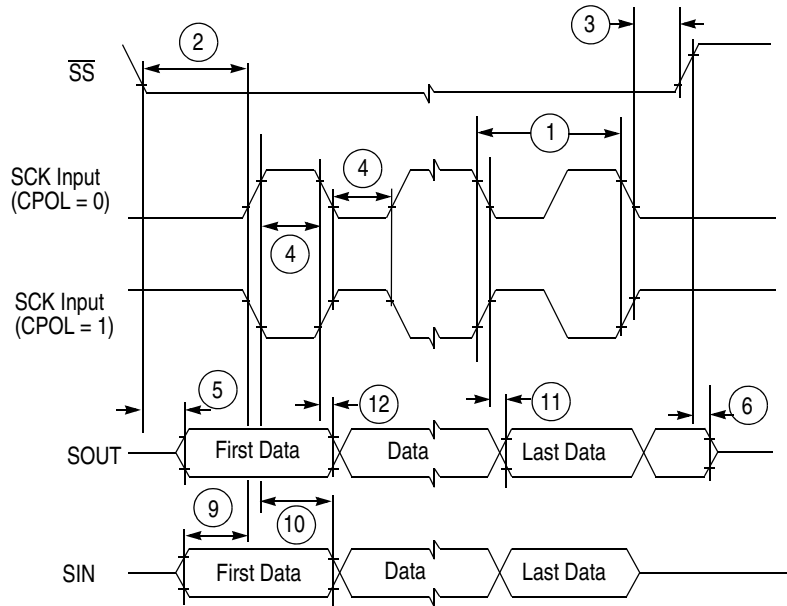 2
3
SS
1
SCK Input
(CPOL = 0)
4
4
SCK Input
(CPOL = 1)
5
12
11
6
SOUT
First Data
Data
Last Data
9
10
SIN
First Data
Data
Last Data